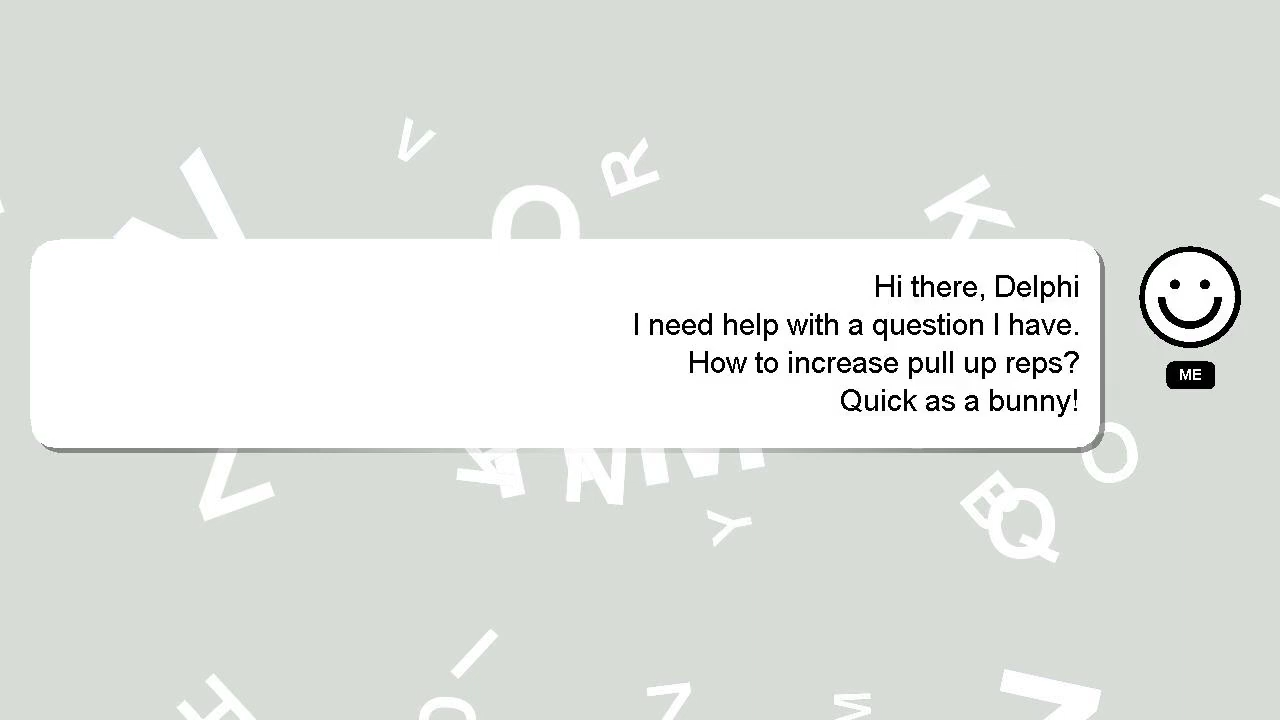 Hi there, Delphi
I need help with a question I have.
How to increase pull up reps?
Quick as a bunny!
ME
V
R
K
O
N
M
Y
B
Q
O
H
I
N
M